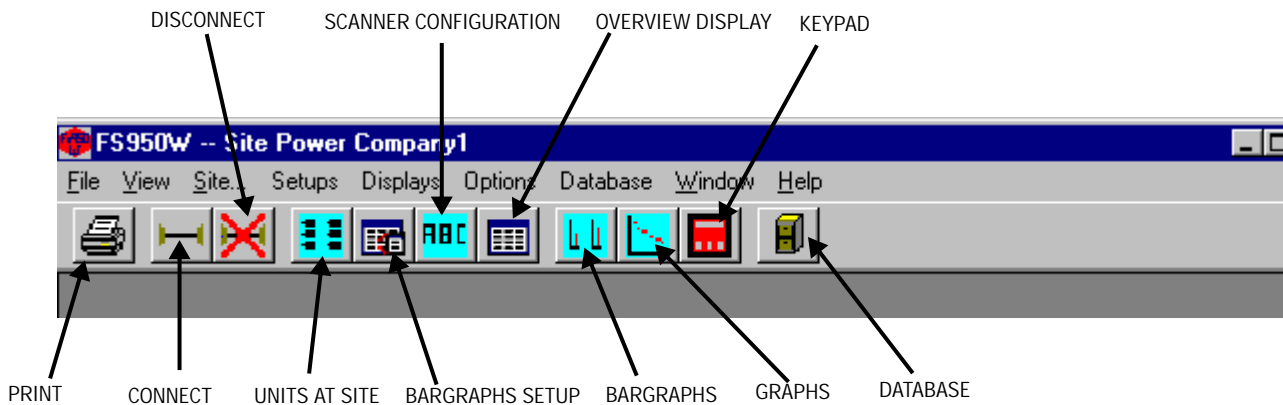 DISCONNECT SCANNER CONFIGURATION OVERVIEW DISPLAY KEYPAD
FS950W -- Site Power Company1
File View Site... Setups Displays Options Database Window Help
ABC
PRINT CONNECT UNITS AT SITE BARGRAPHS SETUP BARGRAPHS GRAPHS DATABASE